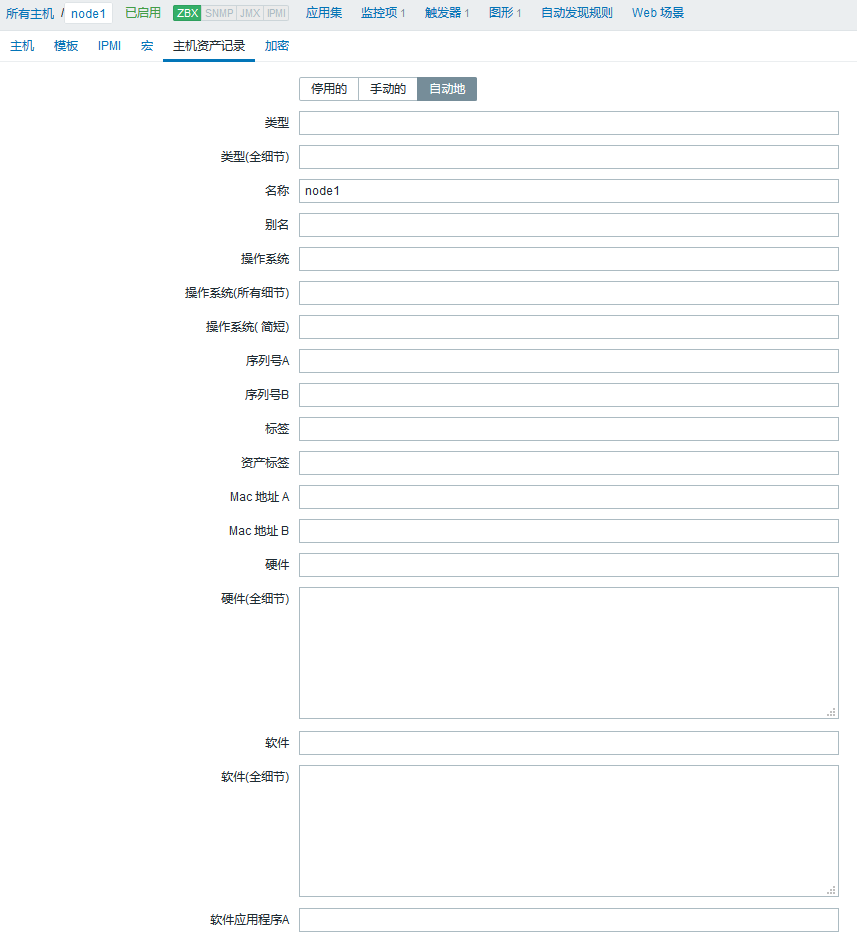 所有主机 / node1 已启用 ZBX SNMP JMX IPMI 应用集 监控项 1 触发器 1 图形 1 自动发现规则 Web 场景
主机 模板 IPMI 宏 主机资产记录 加密
停用的 手动的 自动地
类型
类型(全细节)
名称 node1
别名
操作系统
操作系统(所有细节)
操作系统( 简短)
序列号A
序列号B
标签
资产标签
Mac 地址 A
Mac 地址 B
硬件
硬件(全细节)
软件
软件(全细节)
软件应用程序A